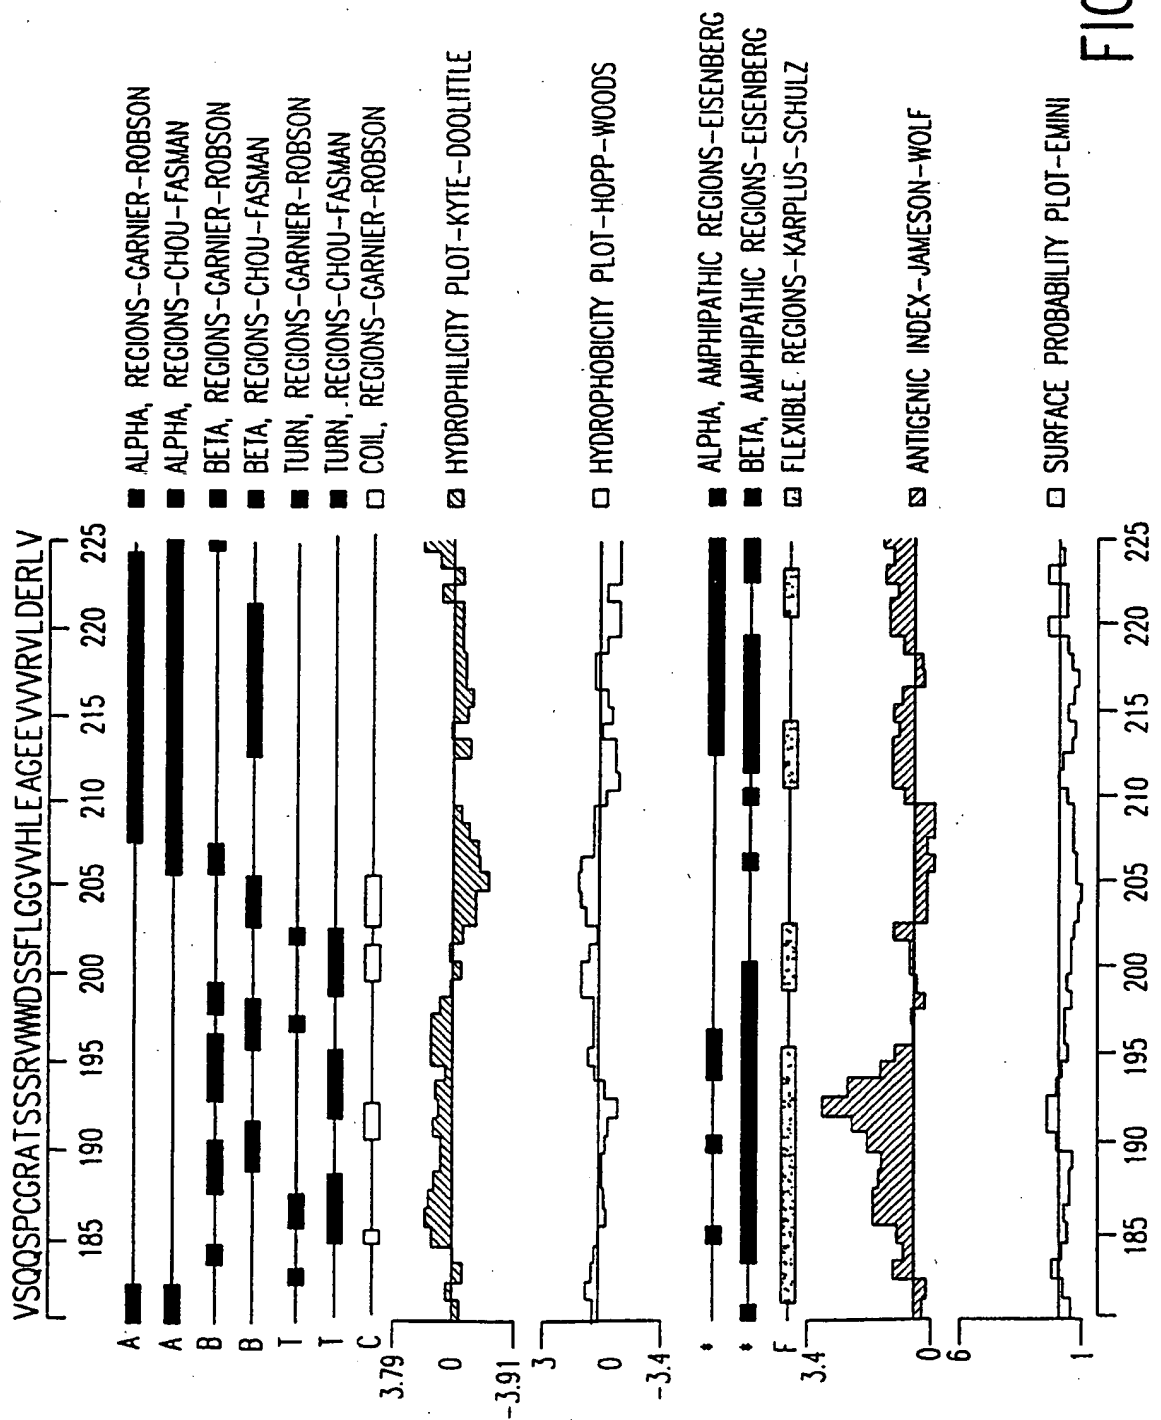 VSQQSPCGRATSSSSRVWWDSSFLGGVVHLEAGEEVVVRVLDERLV
185 190 195 200 205 210 215 220 225
A ALPHA, REGIONS-GARNIER-ROBSON
A ALPHA, REGIONS-CHOU-FASMAN
B BETA, REGIONS-GARNIER-ROBSON
B BETA, REGIONS-CHOU-FASMAN
T TURN, REGIONS-GARNIER-ROBSON
T TURN, REGIONS-CHOU-FASMAN
C COIL, REGIONS-GARNIER-ROBSON
3.79
0 HYDROPHILICITY PLOT-KYTE-DOOLITTLE
-3.91
3
0 HYDROPHOBICITY PLOT-HOPP-WOODS
-3.4
* ALPHA, AMPHIPATHIC REGIONS-EISENBERG
* BETA, AMPHIPATHIC REGIONS-EISENBERG
F FLEXIBLE REGIONS-KARPLUS-SCHULZ
3.4
ANTIGENIC INDEX-JAMESON-WOLF
0
6
SURFACE PROBABILITY PLOT-EMINI
1
185 190 195 200 205 210 215 220 225